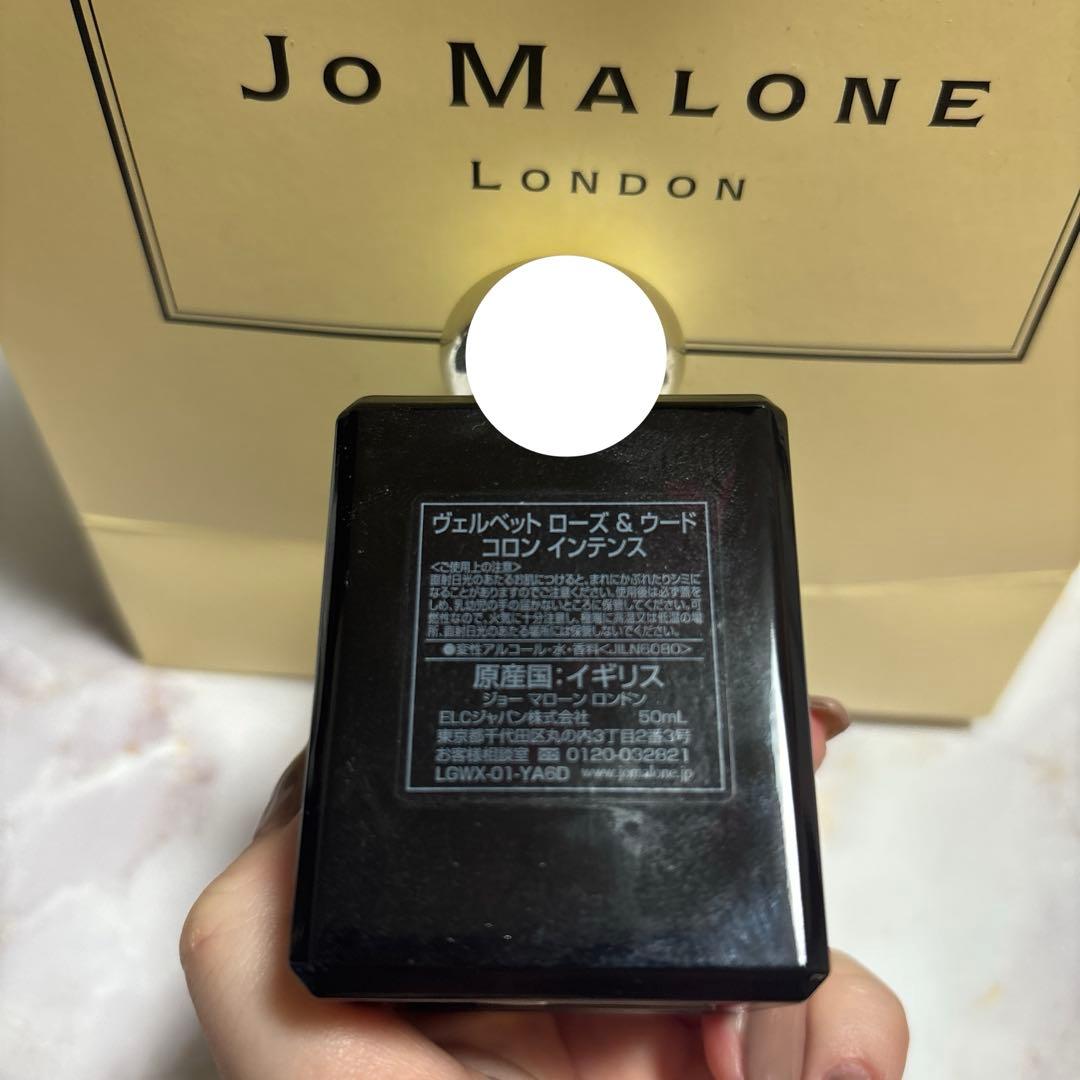 JO MALONE
LONDON
ヴェルベット ローズ & ウード
コロン インテンス
<ご使用上の注意>
直射日光のあたるお肌につけると、まれにかぶれたりシミに
なることがありますのでご注意ください。使用後は必ず蓋を
しめ、乳幼児の手の届かないところに保管してください。可
燃性なので、火気に十分注意し、極端に高温又は低温の場
所、直射日光のあたる場所には保管しないでください。
●変性アルコール・水・香料<JILN6080>
原産国:イギリス
ジョー マローン ロンドン
ELCジャパン株式会社 50mL
東京都千代田区丸の内3丁目2番3号
お客様相談室 0120-032821
LGWX-01-YA6D www.jomalone.jp